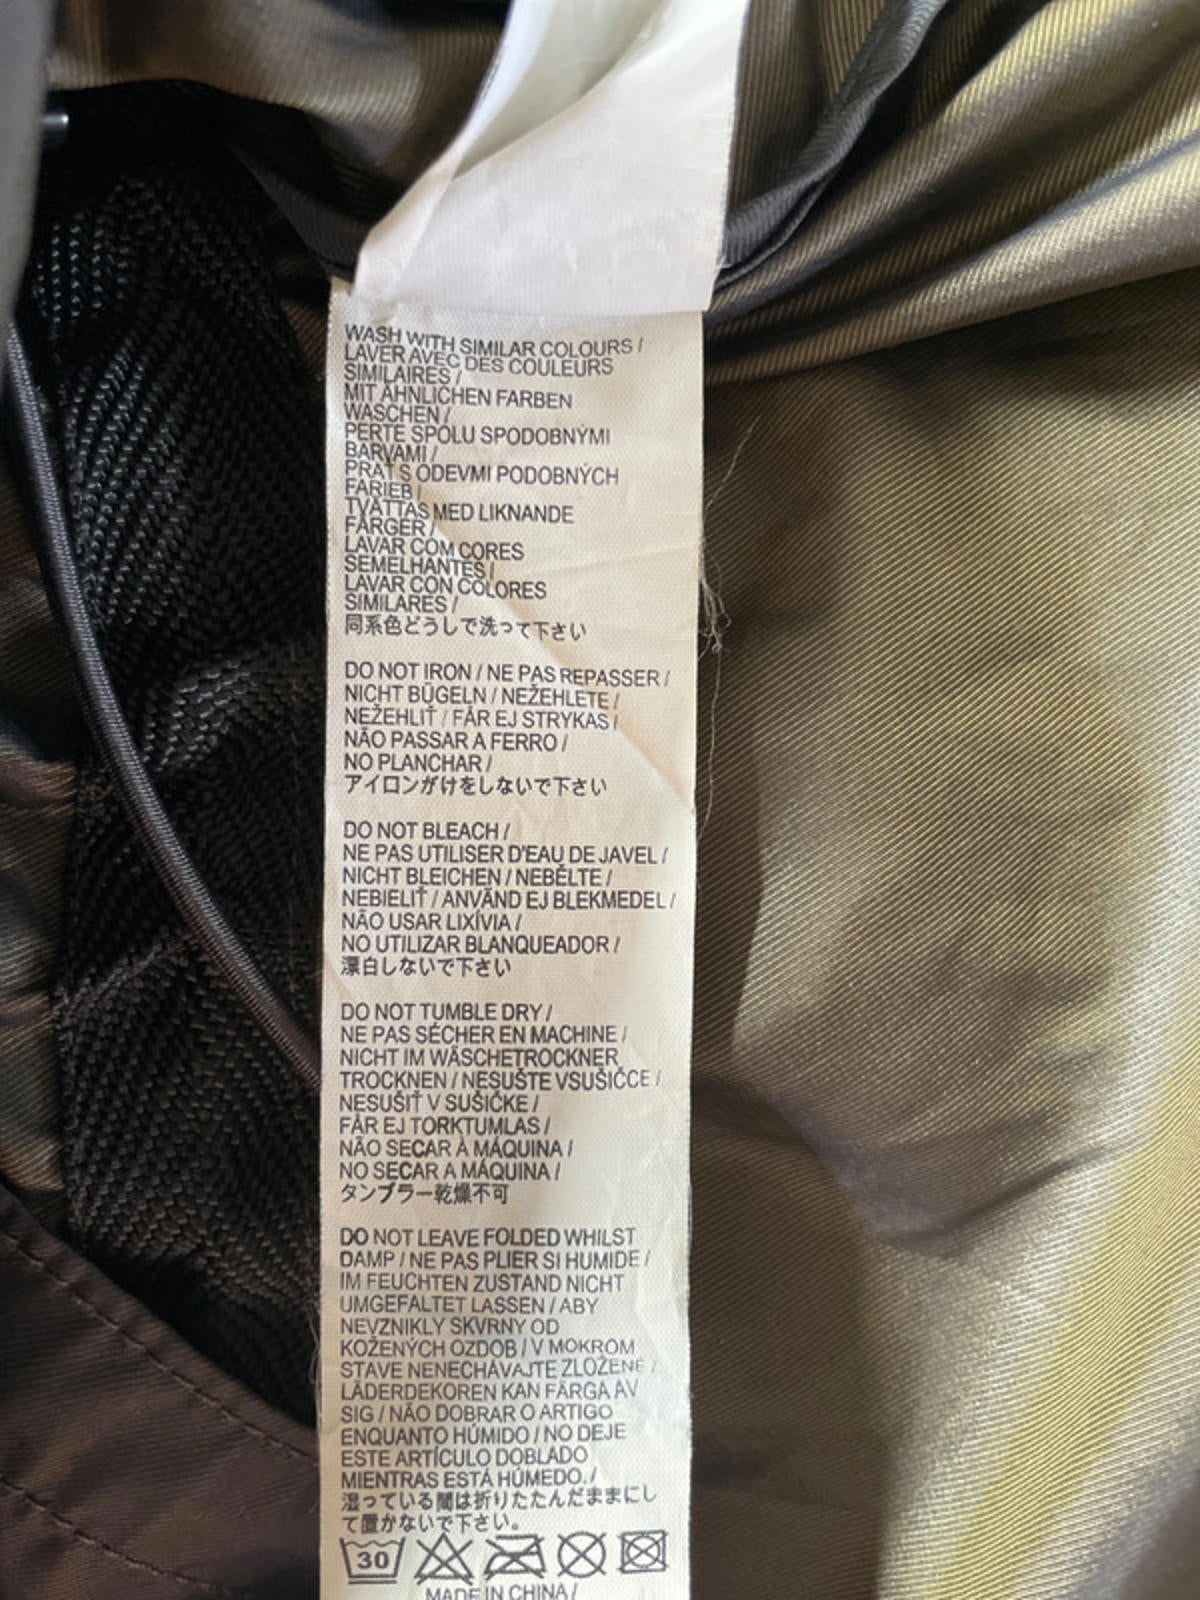 WASH WITH SIMILAR COLOURS /
LAVER AVEC DES COULEURS
SIMILAIRES /
MIT ÄHNLICHEN FARBEN
WASCHEN /
PERTE SPOLU SPODOBNÝMI
BARVAMI /
PRAŤ S ODEVMI PODOBNÝCH
FARIEB /
TVÄTTAS MED LIKNANDE
FÄRGER /
LAVAR COM CORES
SEMELHANTES /
LAVAR CON COLORES
SIMILARES /
同系色どうしで洗って下さい
DO NOT IRON / NE PAS REPASSER /
NICHT BÜGELN / NEŽEHLETE /
NEŽEHLIŤ / FÅR EJ STRYKAS /
NÃO PASSAR A FERRO /
NO PLANCHAR /
アイロンがけをしないで下さい
DO NOT BLEACH /
NE PAS UTILISER D'EAU DE JAVEL /
NICHT BLEICHEN / NEBĚLTE /
NEBIELIŤ / ANVÄND EJ BLEKMEDEL /
NÃO USAR LIXÍVIA /
NO UTILIZAR BLANQUEADOR /
漂白しないで下さい
DO NOT TUMBLE DRY /
NE PAS SÉCHER EN MACHINE /
NICHT IM WÄSCHETROCKNER
TROCKNEN / NESUŠTE VSUŠIČCE /
NESUŠIŤ V SUŠIČKE /
FÅR EJ TORKTUMLAS /
NÃO SECAR À MÁQUINA /
NO SECAR A MÁQUINA /
タンブラー乾燥不可
DO NOT LEAVE FOLDED WHILST
DAMP / NE PAS PLIER SI HUMIDE /
IM FEUCHTEN ZUSTAND NICHT
UMGEFALTET LASSEN / ABY
NEVZNIKLY SKVRNY OD
KOŽENÝCH OZDOB / V MOKROM
STAVE NENECHÁVAJTE ZLOŽENÉ /
LÄDERDEKOREN KAN FÄRGA AV
SIG / NÃO DOBRAR O ARTIGO
ENQUANTO HÚMIDO / NO DEJE
ESTE ARTÍCULO DOBLADO
MIENTRAS ESTÁ HÚMEDO. /
湿っている間は折りたたんだままにし
て置かないで下さい。
30
MADE IN CHINA /